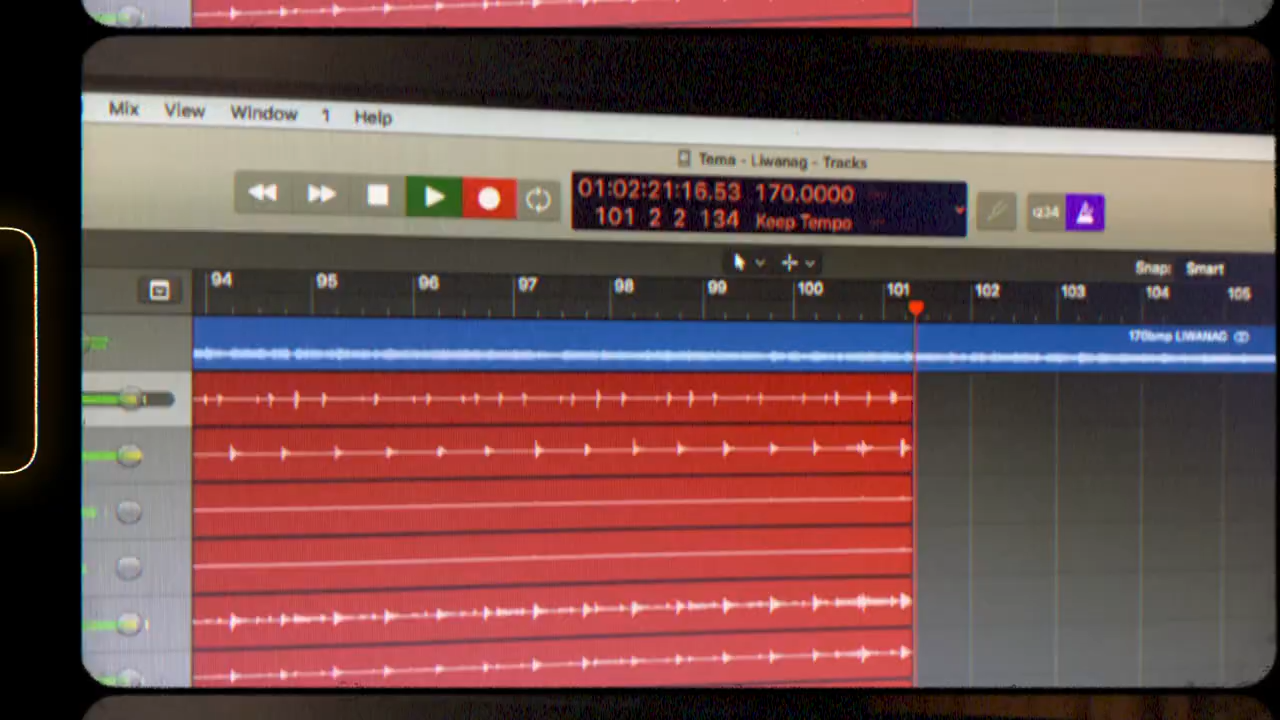 Mix View Window 1 Help
Tema - Liwanag - Tracks
01:02:21:16.53 170.0000
101 2 2 134 Keep Tempo
1234
Snap: Smart
94 95 96 97 98 99 100 101 102 103 104 105
170bmp LIWANAG